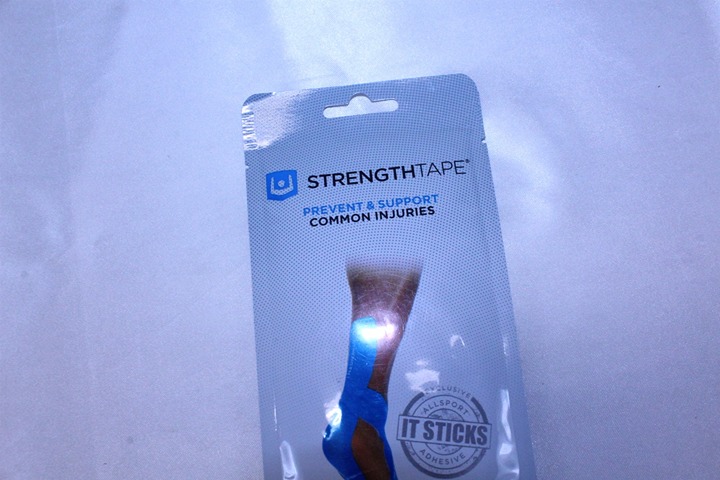 STRENGTHTAPE®
PREVENT & SUPPORT
COMMON INJURIES
EXCLUSIVE
ALLSPORT
IT STICKS
ADHESIVE